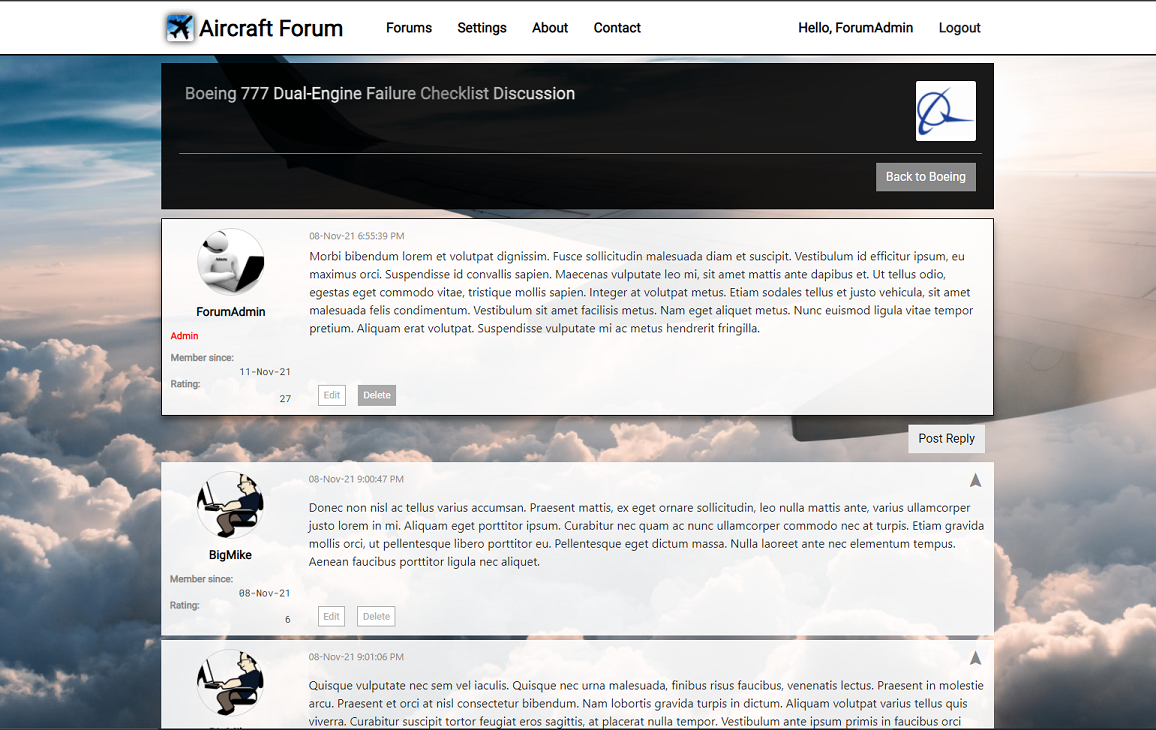 Aircraft Forum
Forums Settings About Contact
Hello, ForumAdmin Logout
Boeing 777 Dual-Engine Failure Checklist Discussion
Back to Boeing
Admin
ForumAdmin
Admin
Member since:
11-Nov-21
Rating:
27
08-Nov-21 6:55:39 PM
Morbi bibendum lorem et volutpat dignissim. Fusce sollicitudin malesuada diam et suscipit. Vestibulum id efficitur ipsum, eu
maximus orci. Suspendisse id convallis sapien. Maecenas vulputate leo mi, sit amet mattis ante dapibus et. Ut tellus odio,
egestas eget commodo vitae, tristique mollis sapien. Integer at volutpat metus. Etiam sodales tellus et justo vehicula, sit amet
malesuada felis condimentum. Vestibulum sit amet facilisis metus. Nam eget aliquet metus. Nunc euismod ligula vitae tempor
pretium. Aliquam erat volutpat. Suspendisse vulputate mi ac metus hendrerit fringilla.
Edit Delete
Post Reply
BigMike
Member since:
08-Nov-21
Rating:
6
08-Nov-21 9:00:47 PM
Donec non nisl ac tellus varius accumsan. Praesent mattis, ex eget ornare sollicitudin, leo nulla mattis ante, varius ullamcorper
justo lorem in mi. Aliquam eget porttitor ipsum. Curabitur nec quam ac nunc ullamcorper commodo nec at turpis. Etiam gravida
mollis orci, ut pellentesque libero porttitor eu. Pellentesque eget dictum massa. Nulla laoreet ante nec elementum tempus.
Aenean faucibus porttitor ligula nec aliquet.
Edit Delete
08-Nov-21 9:01:06 PM
Quisque vulputate nec sem vel iaculis. Quisque nec urna malesuada, finibus risus faucibus, venenatis lectus. Praesent in molestie
arcu. Praesent et orci at nisl consectetur bibendum. Nam lobortis gravida turpis in dictum. Aliquam volutpat varius tellus quis
viverra. Curabitur suscipit tortor feugiat eros sagittis, at placerat nulla tempor. Vestibulum ante ipsum primis in faucibus orci